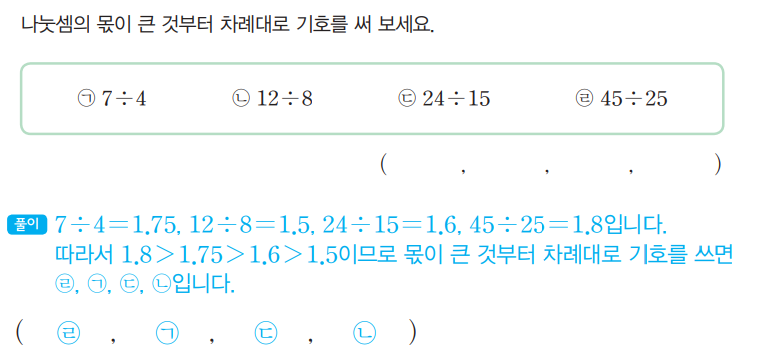 나눗셈의 몫이 큰 것부터 차례대로 기호를 써 보세요.
㉠ 7÷4 ㉡ 12÷8 ㉢ 24÷15 ㉣ 45÷25
( , , , )
풀이 7÷4=1.75, 12÷8=1.5, 24÷15=1.6, 45÷25=1.8입니다.
따라서 1.8>1.75>1.6>1.5이므로 몫이 큰 것부터 차례대로 기호를 쓰면
㉣, ㉠, ㉢, ㉡입니다.
( ㉣ , ㉠ , ㉢ , ㉡ )